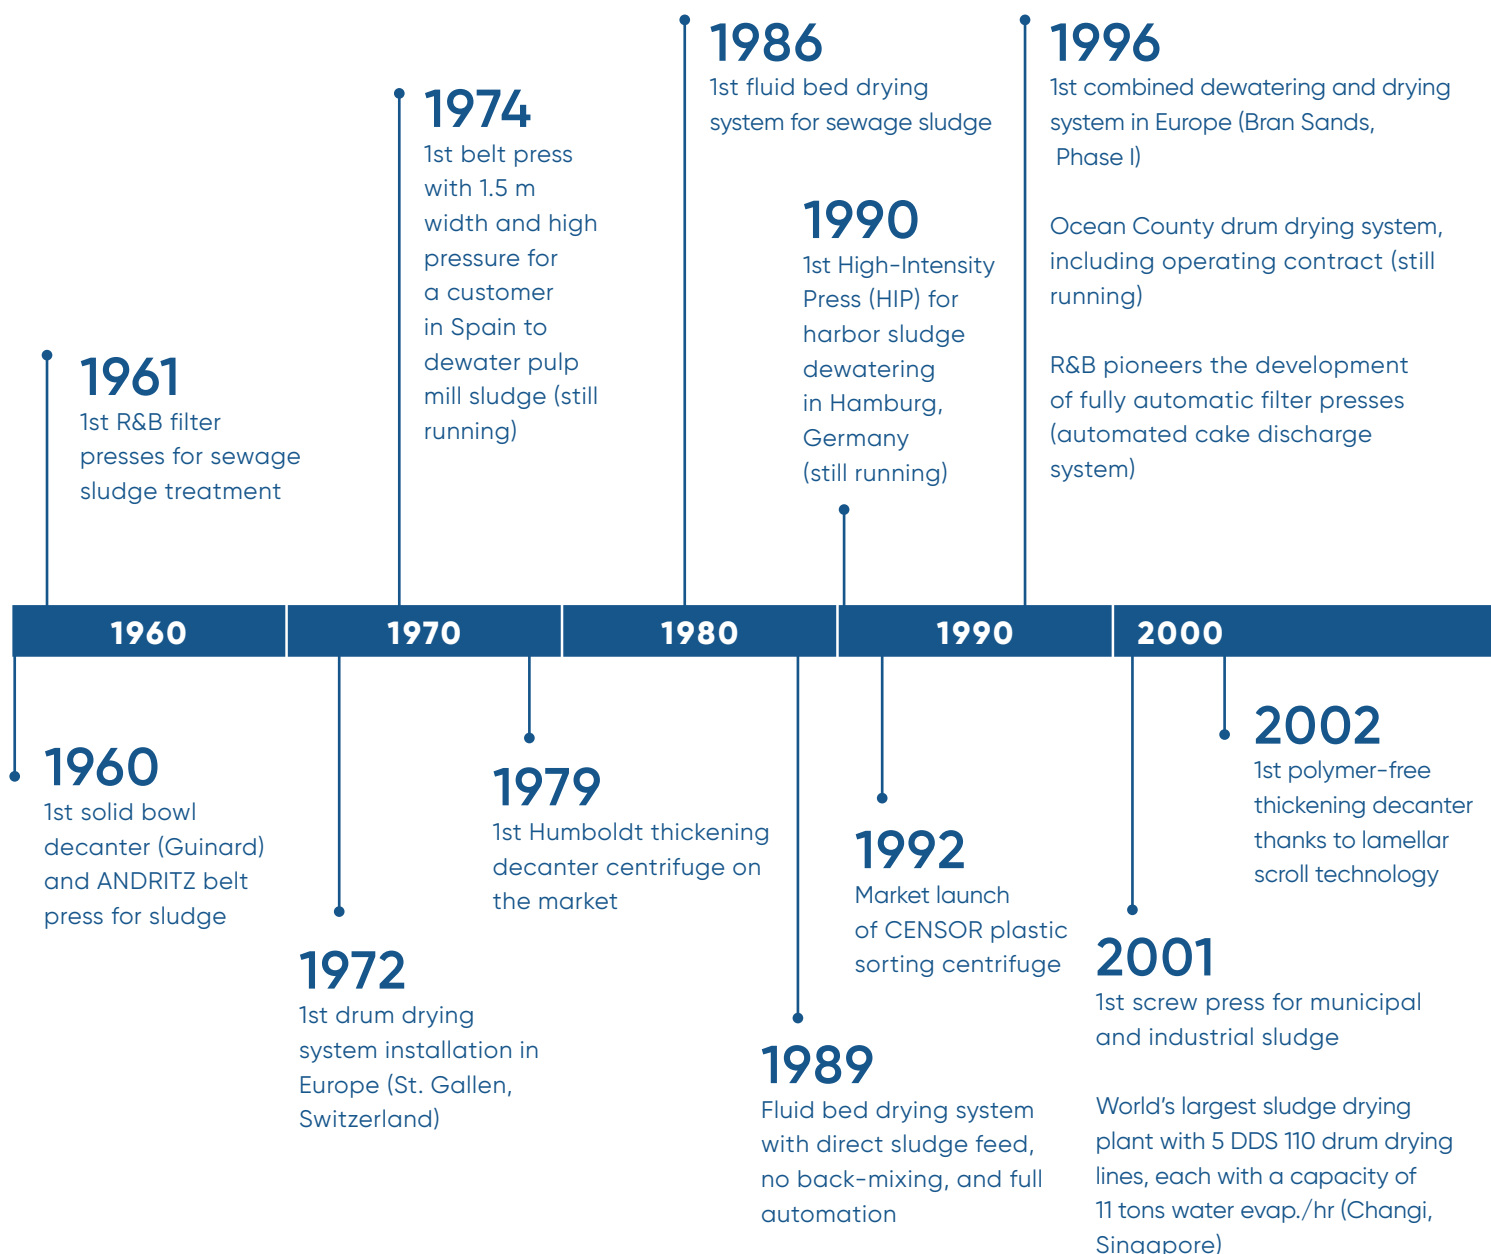 1961
1st R&B filter
presses for sewage
sludge treatment
1974
1st belt press
with 1.5 m
width and high
pressure for
a customer
in Spain to
dewater pulp
mill sludge (still
running)
1986
1st fluid bed drying
system for sewage sludge
1990
1st High-Intensity
Press (HIP) for
harbor sludge
dewatering
in Hamburg,
Germany
(still running)
1996
1st combined dewatering and drying
system in Europe (Bran Sands,
Phase I)
Ocean County drum drying system,
including operating contract (still
running)
R&B pioneers the development
of fully automatic filter presses
(automated cake discharge
system)
1960
1970
1980
1990
2000
1960
1st solid bowl
decanter (Guinard)
and ANDRITZ belt
press for sludge
1972
1st drum drying
system installation in
Europe (St. Gallen,
Switzerland)
1979
1st Humboldt thickening
decanter centrifuge on
the market
1989
Fluid bed drying system
with direct sludge feed,
no back-mixing, and full
automation
1992
Market launch
of CENSOR plastic
sorting centrifuge
2001
1st screw press for municipal
and industrial sludge
World's largest sludge drying
plant with 5 DDS 110 drum drying
lines, each with a capacity of
11 tons water evap./hr (Changi,
Singapore)
2002
1st polymer-free
thickening decanter
thanks to lamellar
scroll technology